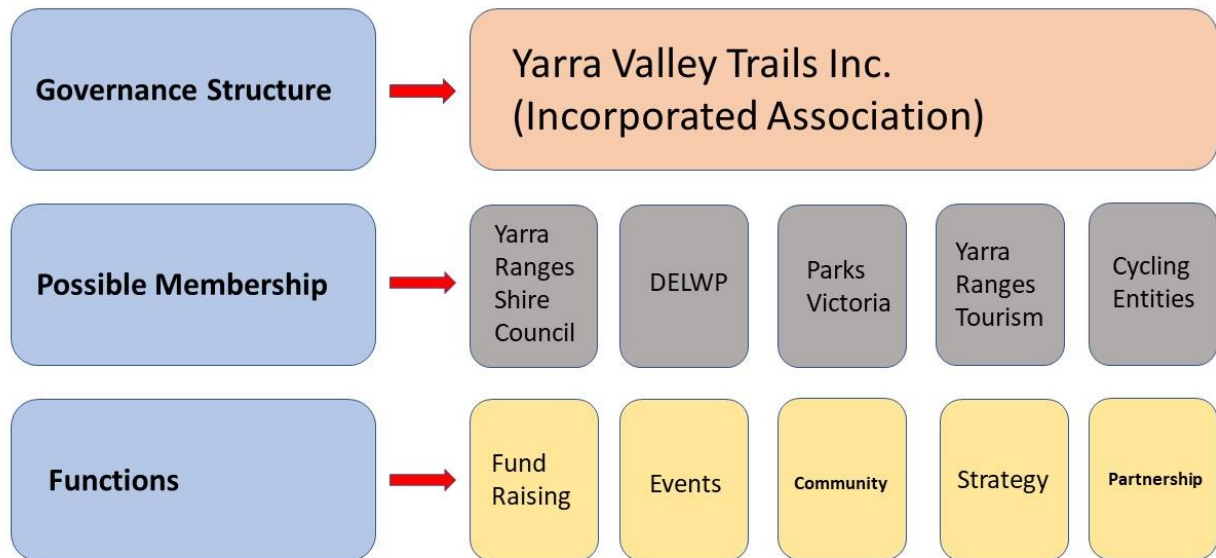 Governance Structure
Yarra Valley Trails Inc.
(Incorporated Association)
Possible Membership
Yarra
Ranges
Shire
Council
DELWP
Parks
Victoria
Yarra
Ranges
Tourism
Cycling
Entities
Functions
Fund
Raising
Events
Community
Strategy
Partnership